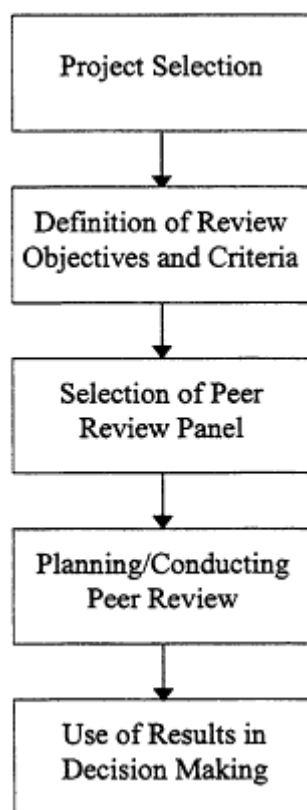 Project Selection
Definition of Review
Objectives and Criteria
Selection of Peer
Review Panel
Planning/Conducting
Peer Review
Use of Results in
Decision Making